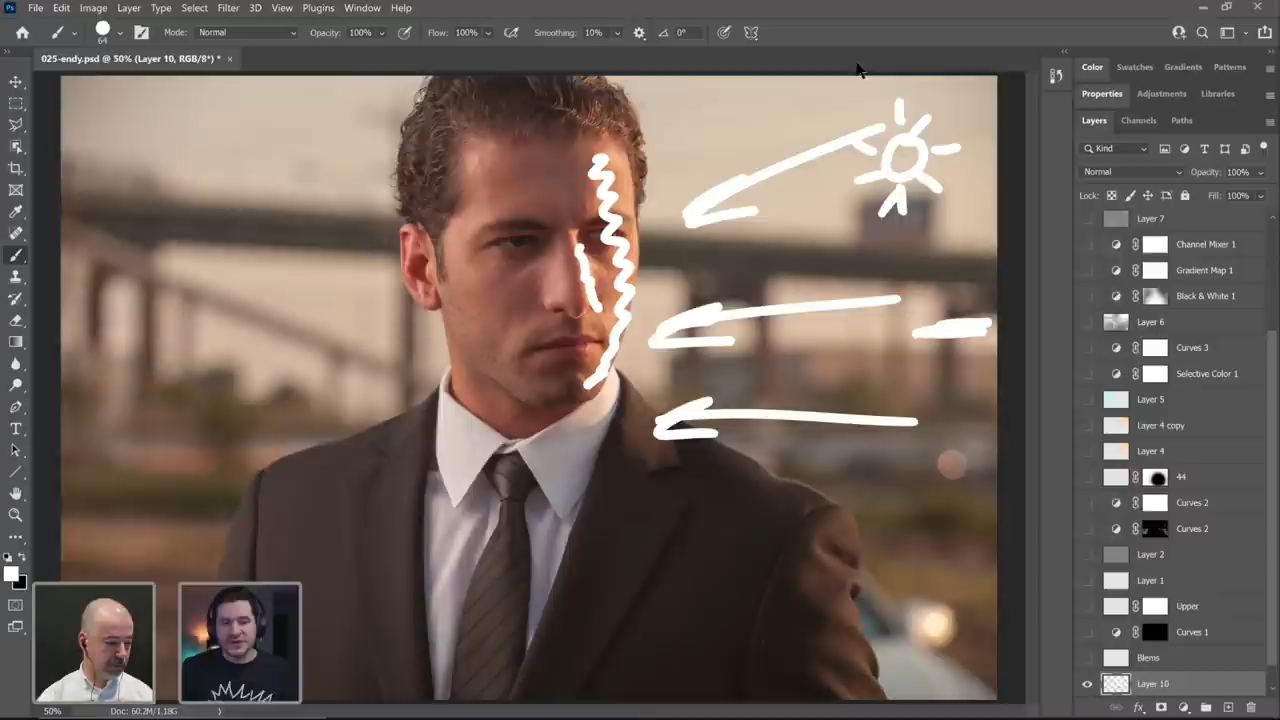 Ps File Edit Image Layer Type Select Filter 3D View Plugins Window Help
64 Mode: Normal Opacity: 100% Flow: 100% Smoothing: 10% 0°
025-endy.psd @ 50% (Layer 10, RGB/8*) * ×
Color Swatches Gradients Patterns
Properties Adjustments Libraries
Layers Channels Paths
Kind
Normal Opacity: 100%
Lock: Fill: 100%
Layer 7
Channel Mixer 1
Gradient Map 1
Black & White 1
Layer 6
Curves 3
Selective Color 1
Layer 5
Layer 4 copy
Layer 4
44
Curves 2
Curves 2
Layer 2
Layer 1
Upper
Curves 1
Blems
Layer 10
50% Doc: 60.2M/1.18G